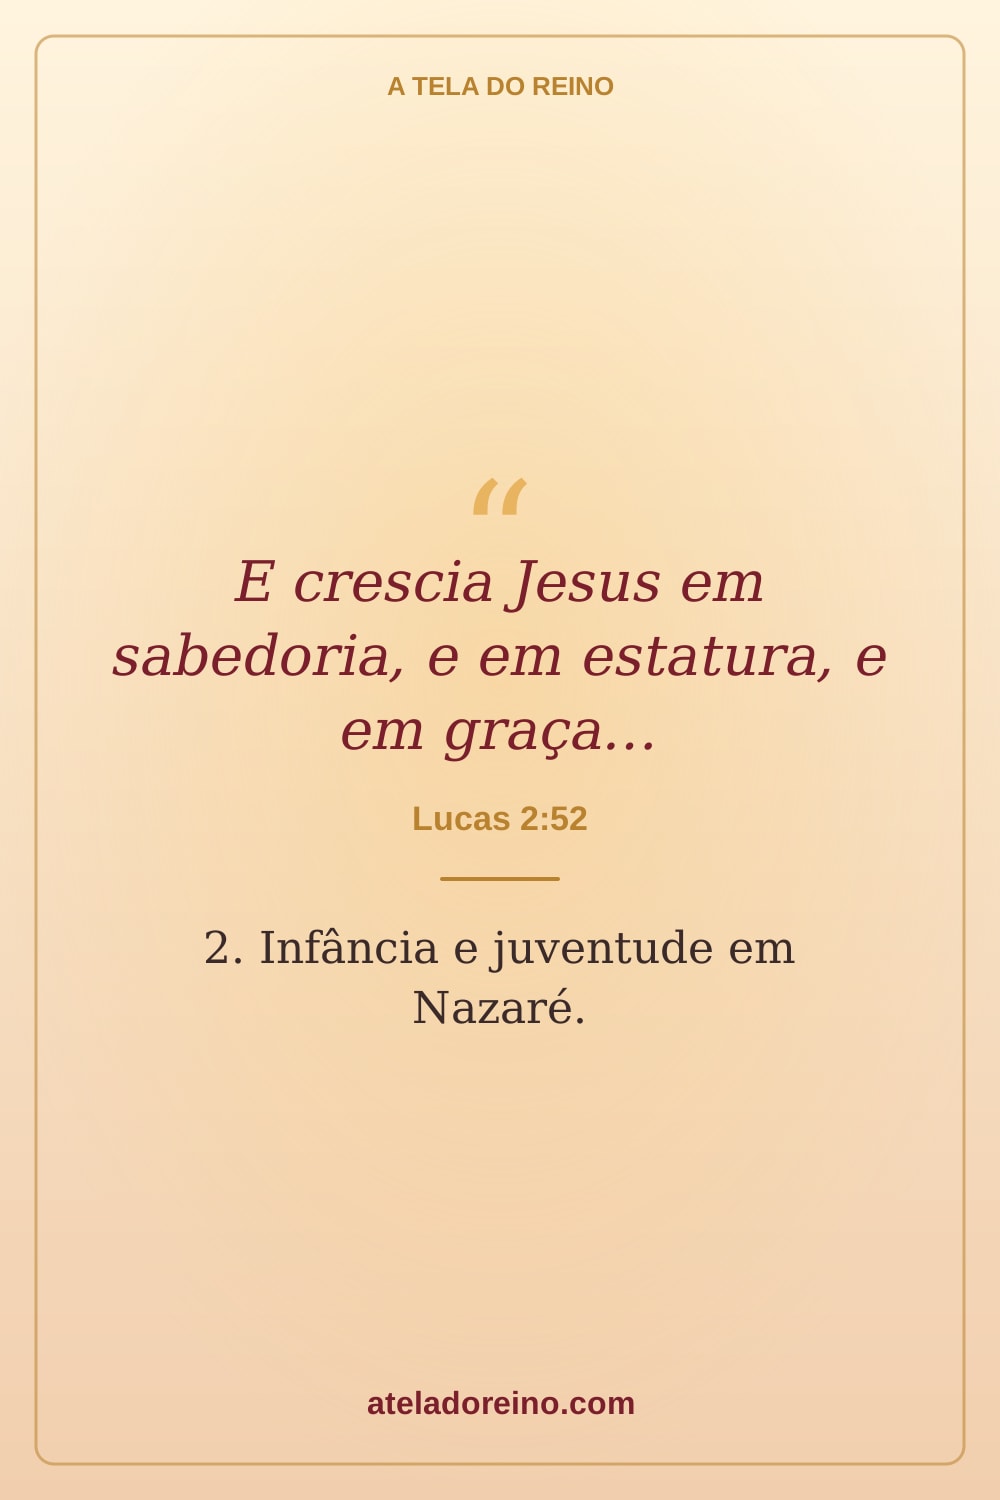 A TELA DO REINO
“
E crescia Jesus em
sabedoria, e em estatura, e
em graça…
Lucas 2:52
2. Infância e juventude em
Nazaré.
ateladoreino.com